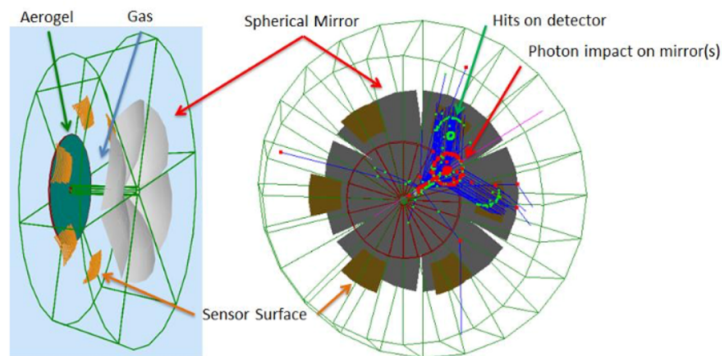 Aerogel
Gas
Spherical Mirror
Hits on detector
Photon impact on mirror(s)
Sensor Surface